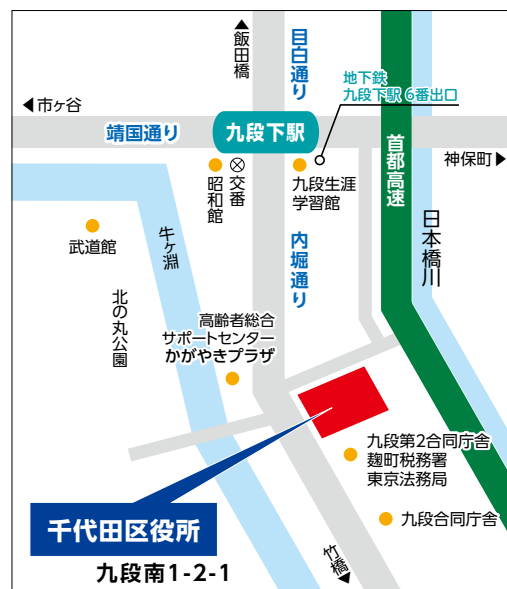 ▲飯田橋
目白通り
地下鉄
九段下駅 6番出口
◀市ヶ谷
靖国通り
九段下駅
首都高速
神保町▶
昭和館
交番
九段生涯
学習館
日本橋川
武道館
牛ヶ淵
内堀通り
北の丸公園
高齢者総合
サポートセンター
かがやきプラザ
九段第2合同庁舎
麹町税務署
東京法務局
千代田区役所
九段合同庁舎
九段南1-2-1
竹橋▼